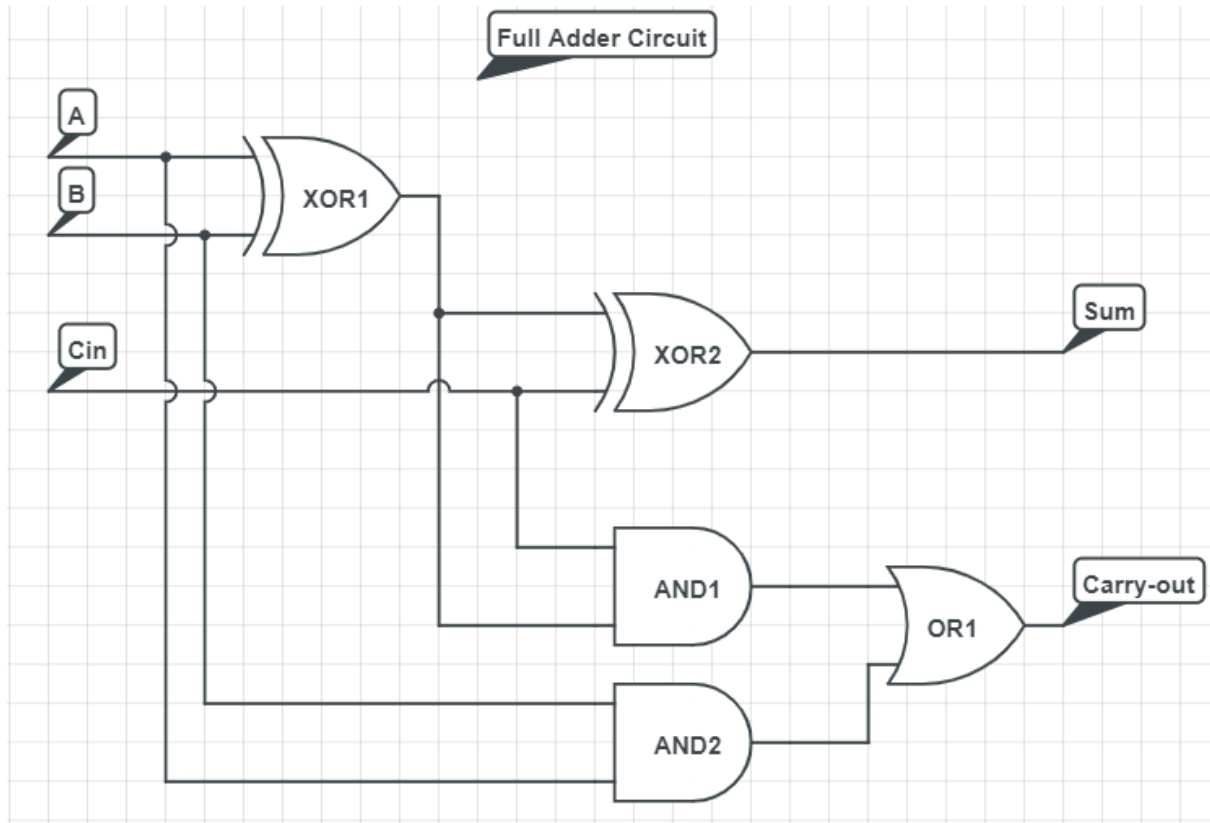 Full Adder Circuit
A
XOR1
B
Cin
XOR2
Sum
AND1
Carry-out
OR1
AND2